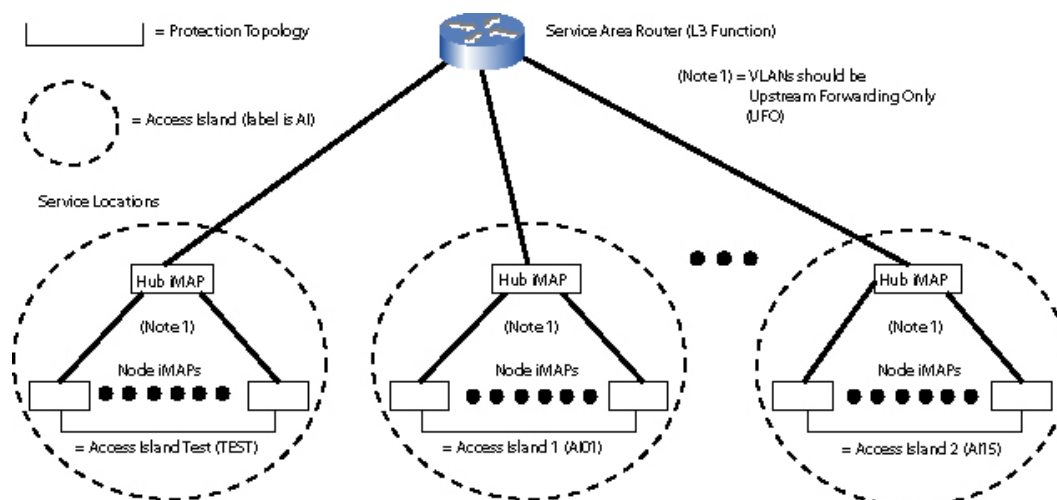 = Protection Topology
Service Area Router (L3 Function)
(Note 1) = VLANs should be
Upstream Forwarding Only
(UFO)
= Access Island (label is AI)
Service Locations
Hub iMAP
Hub iMAP
Hub iMAP
(Note 1)
(Note 1)
(Note 1)
Node iMAPs
Node iMAPs
Node iMAPs
= Access Island Test (TEST)
= Access Island 1 (AI01)
= Access Island 2 (AI15)